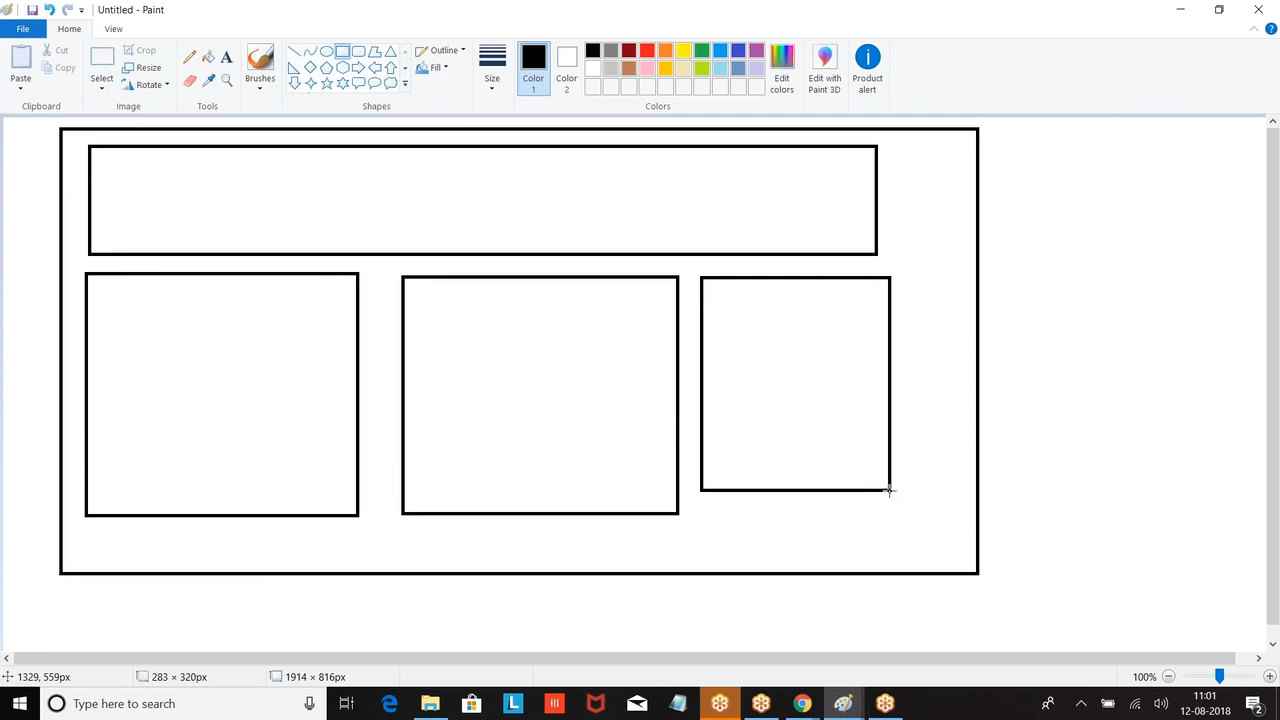 Untitled - Paint
File
Home
View
Paste
Cut
Copy
Clipboard
Select
Crop
Resize
Rotate
Image
A
Tools
Brushes
Outline
Fill
Shapes
Size
Color
1
Color
2
Edit
colors
Colors
Edit with
Paint 3D
Product
alert
1329, 559px
283 × 320px
1914 × 816px
100%
Type here to search
L
11:01
12-08-2018
2